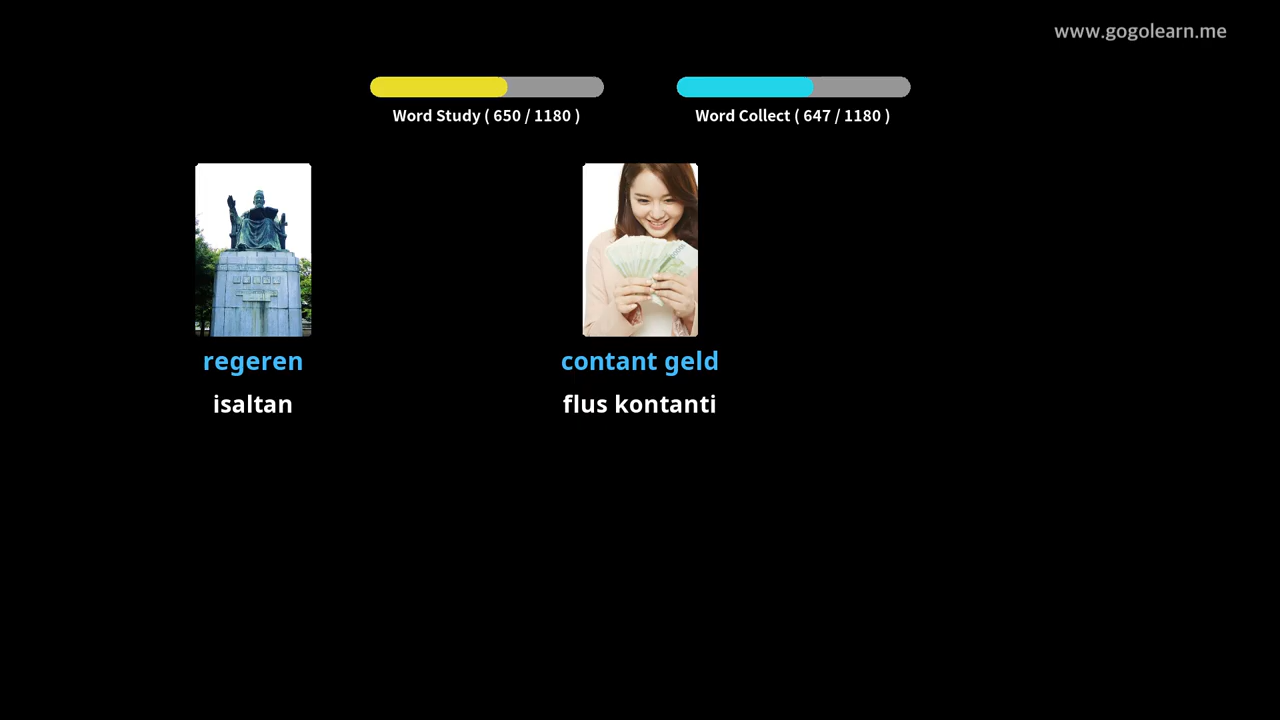 www.gogolearn.me
Word Study ( 650 / 1180 )
Word Collect ( 647 / 1180 )
regeren
contant geld
isaltan
flus kontanti